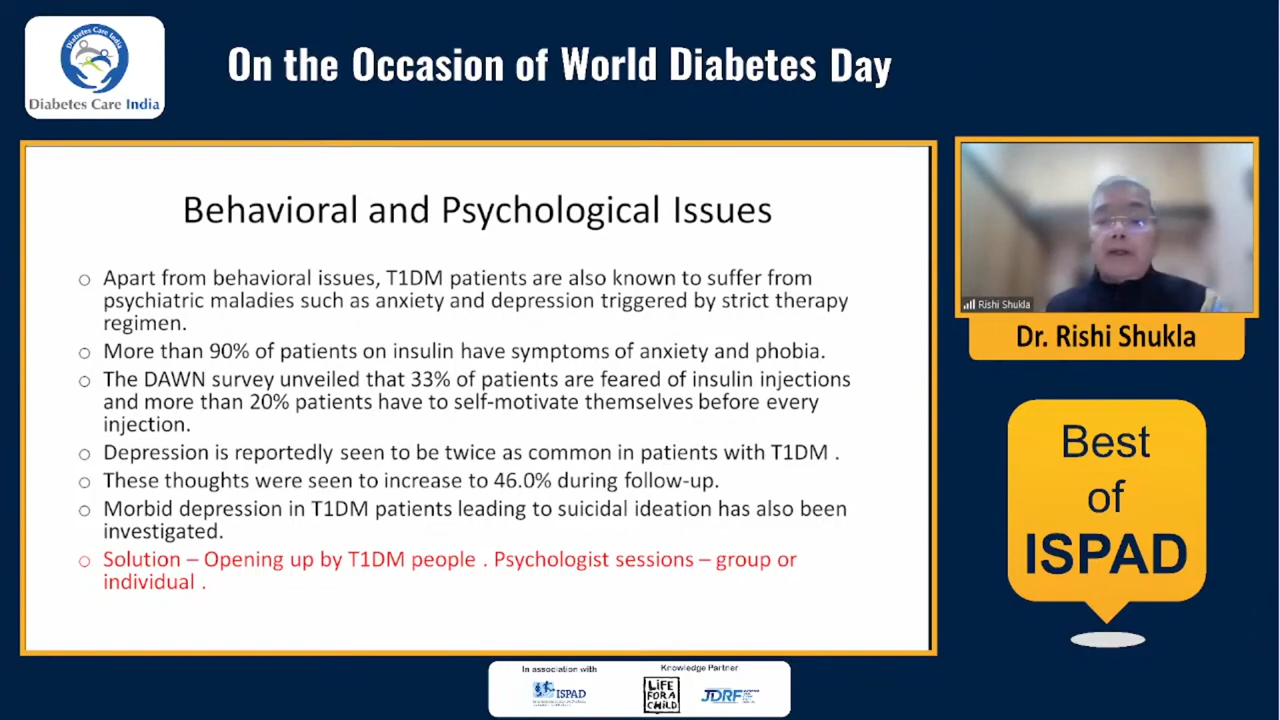 Diabetes Care India
Diabetes Care India
On the Occasion of World Diabetes Day
Behavioral and Psychological Issues
Apart from behavioral issues, T1DM patients are also known to suffer from
psychiatric maladies such as anxiety and depression triggered by strict therapy
regimen.
More than 90% of patients on insulin have symptoms of anxiety and phobia.
The DAWN survey unveiled that 33% of patients are feared of insulin injections
and more than 20% patients have to self-motivate themselves before every
injection.
Depression is reportedly seen to be twice as common in patients with T1DM .
These thoughts were seen to increase to 46.0% during follow-up.
Morbid depression in T1DM patients leading to suicidal ideation has also been
investigated.
Solution – Opening up by T1DM people . Psychologist sessions – group or
individual .
Rishi Shukla
Dr. Rishi Shukla
Best
of
ISPAD
In association with
ISPAD
Knowledge Partner
LiFE
FOR A
CHiLD
JDRF